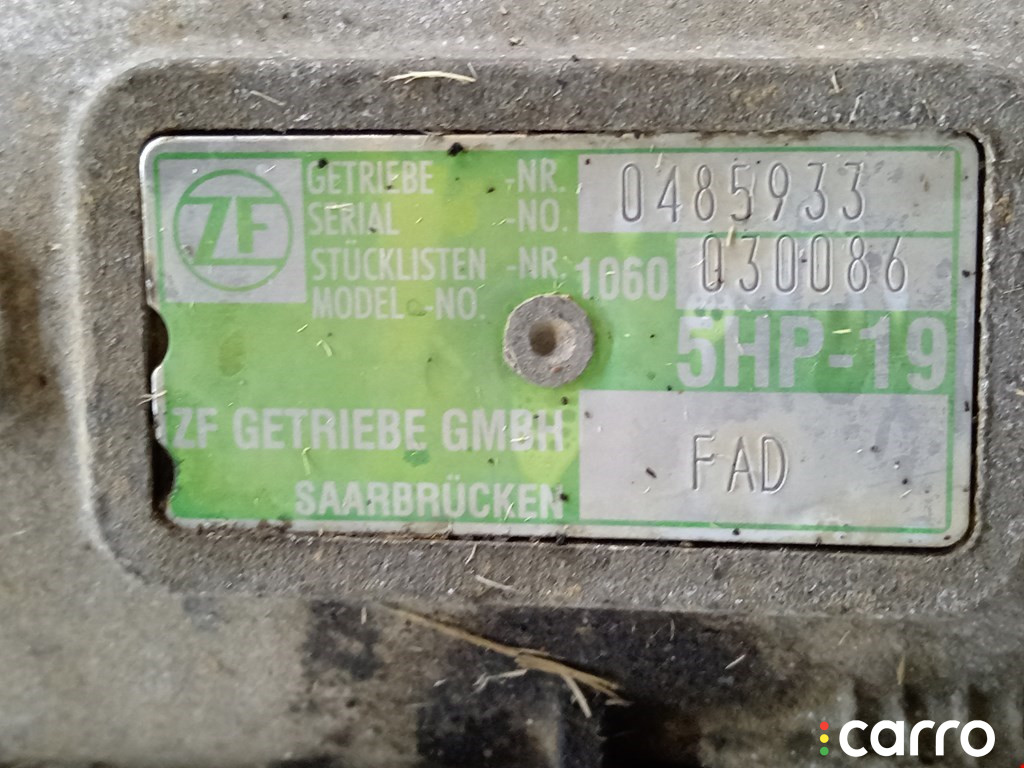 ZF
GETRIEBE -NR. 0485933
SERIAL -NO.
STÜCKLISTEN -NR. 1060 030086
MODEL -NO.
5HP-19
ZF GETRIEBE GMBH
SAARBRÜCKEN
FAD
carro